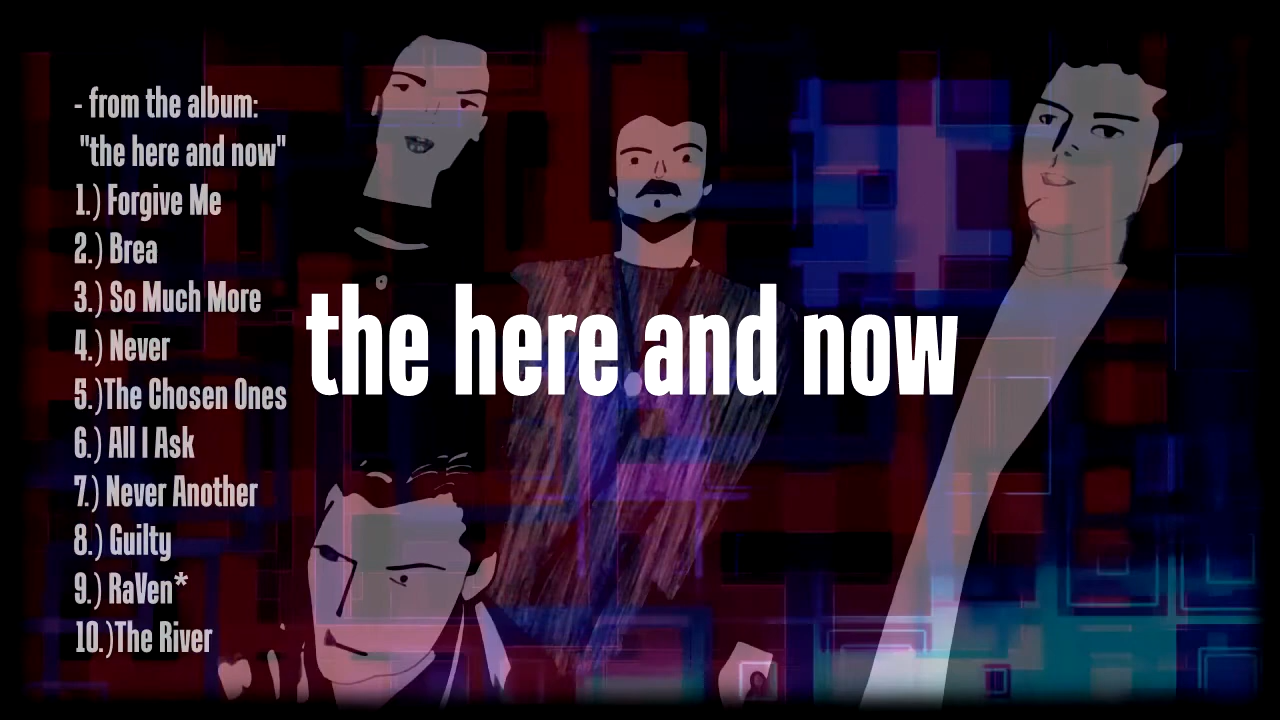 - from the album:
"the here and now"
1.) Forgive Me
2.) Brea
3.) So Much More
4.) Never
5.)The Chosen Ones
6.) All I Ask
7.) Never Another
8.) Guilty
9.) RaVen*
10.)The River
the here and now